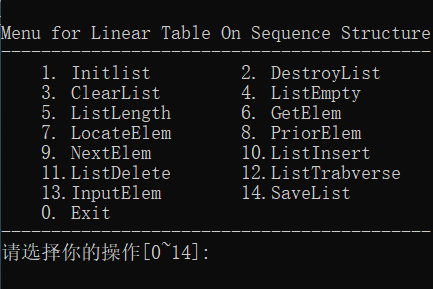 Menu for Linear Table On Sequence Structure
-------------------------------------------
1. Initlist 2. DestroyList
3. ClearList 4. ListEmpty
5. ListLength 6. GetElem
7. LocateElem 8. PriorElem
9. NextElem 10.ListInsert
11.ListDelete 12.ListTrabverse
13.InputElem 14.SaveList
0. Exit
-------------------------------------------
请选择你的操作[0~14]: